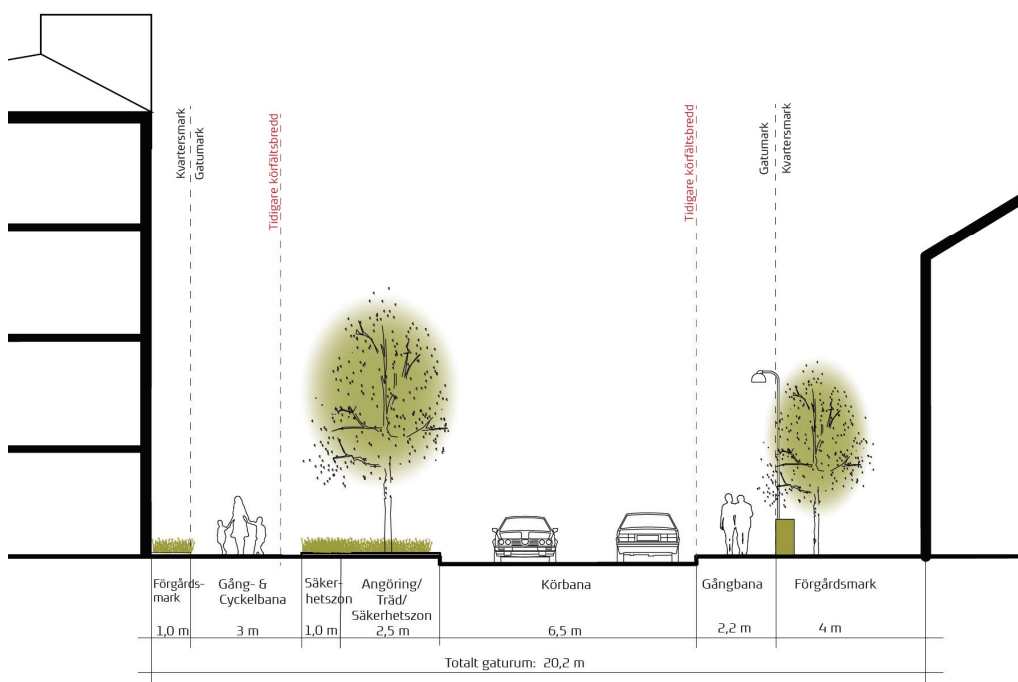 Kvartersmark
Gatumark
Tidigare körfältsbredd
Tidigare körfältsbredd
Gatumark
Kvartersmark
Förgårds-
mark
Gång- &
Cyckelbana
Säker-
hetszon
Angöring/
Träd/
Säkerhetszon
Körbana
Gångbana
Förgårdsmark
1,0 m
3 m
1,0 m
2,5 m
6,5 m
2,2 m
4 m
Totalt gaturum: 20,2 m